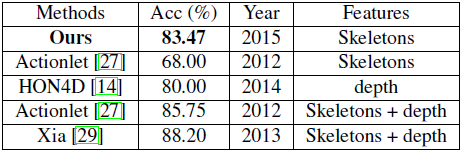 Methods Acc (%) Year Features
Ours 83.47 2015 Skeletons
Actionlet [27] 68.00 2012 Skeletons
HON4D [14] 80.00 2014 depth
Actionlet [27] 85.75 2012 Skeletons + depth
Xia [29] 88.20 2013 Skeletons + depth